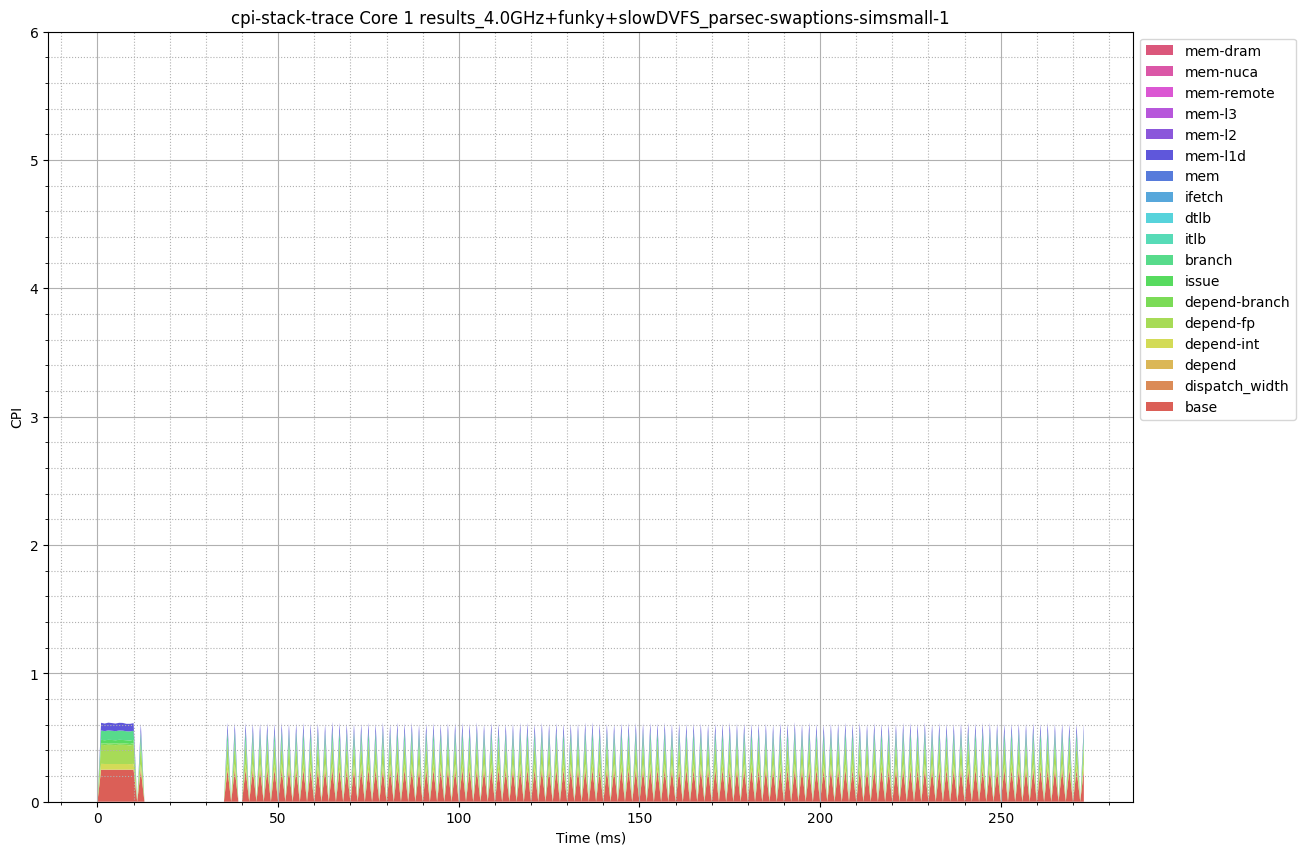 cpi-stack-trace Core 1 results_4.0GHz+funky+slowDVFS_parsec-swaptions-simsmall-1
6
5
4
3
2
1
0
CPI
0
50
100
150
200
250
Time (ms)
mem-dram
mem-nuca
mem-remote
mem-l3
mem-l2
mem-l1d
mem
ifetch
dtlb
itlb
branch
issue
depend-branch
depend-fp
depend-int
depend
dispatch_width
base